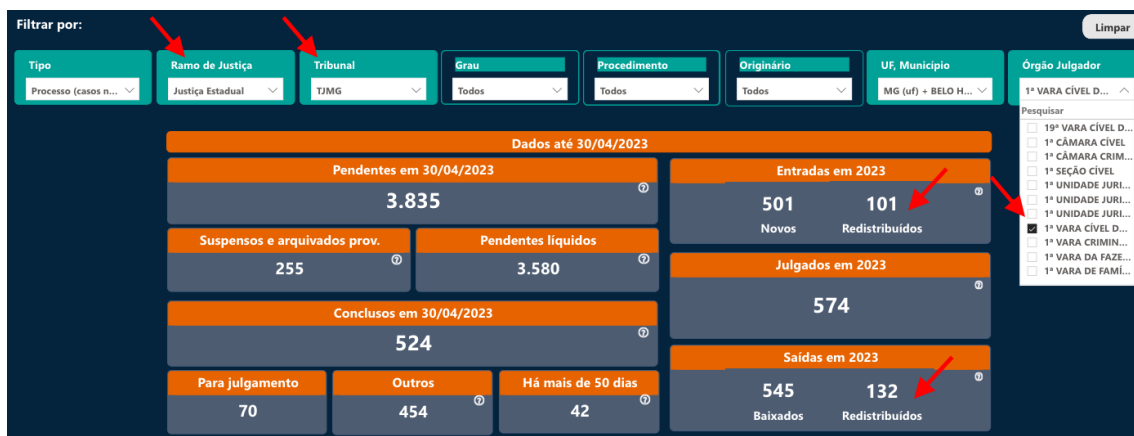 Filtrar por:
Limpar
Tipo
Processo (casos n...
Ramo de Justiça
Justiça Estadual
Tribunal
TJMG
Grau
Todos
Procedimento
Todos
Originário
Todos
UF, Município
MG (uf) + BELO H...
Órgão Julgador
1ª VARA CÍVEL D...
Pesquisar
19ª VARA CÍVEL D...
1ª CÂMARA CÍVEL
1ª CÂMARA CRIM...
1ª SEÇÃO CÍVEL
1ª UNIDADE JURI...
1ª UNIDADE JURI...
1ª UNIDADE JURI...
1ª VARA CÍVEL D...
1ª VARA CRIMIN...
1ª VARA DA FAZE...
1ª VARA DE FAMÍ...
Dados até 30/04/2023
Pendentes em 30/04/2023
3.835
Suspensos e arquivados prov.
255
Pendentes líquidos
3.580
Conclusos em 30/04/2023
524
Para julgamento
70
Outros
454
Há mais de 50 dias
42
Entradas em 2023
501 101
Novos Redistribuídos
Julgados em 2023
574
Saídas em 2023
545 132
Baixados Redistribuídos